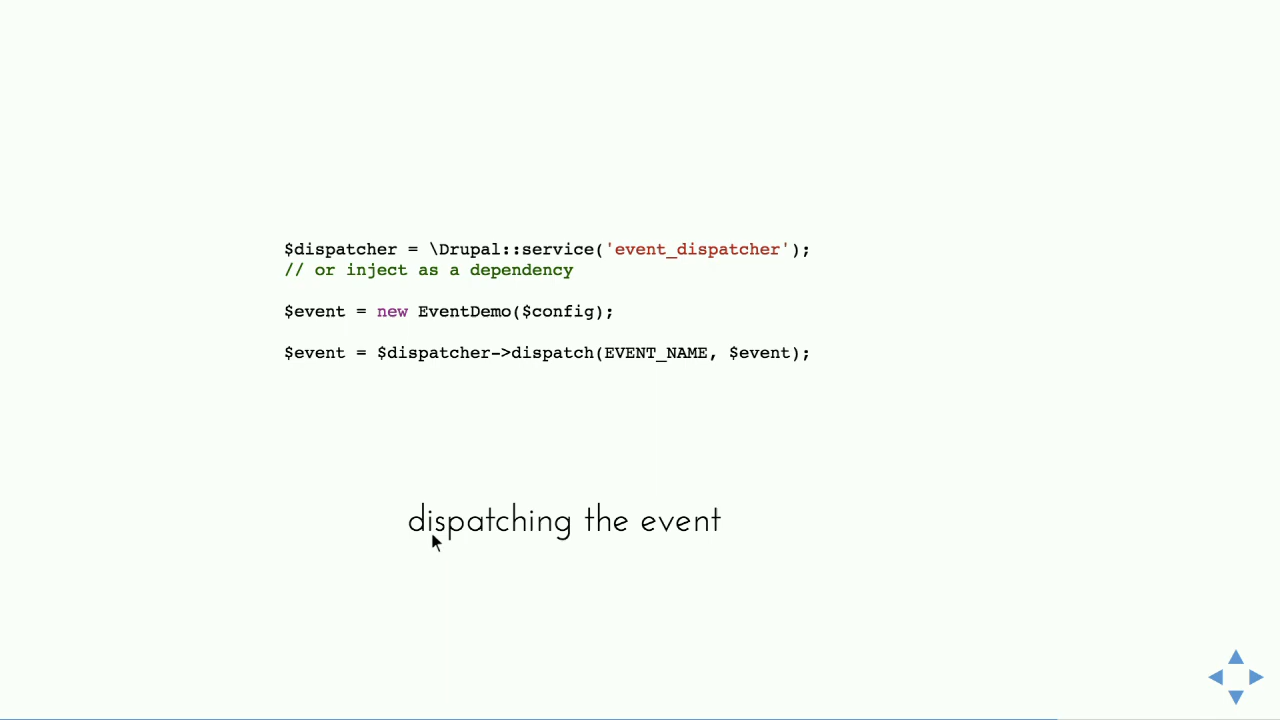 $dispatcher = \Drupal::service('event_dispatcher');
// or inject as a dependency
$event = new EventDemo($config);
$event = $dispatcher->dispatch(EVENT_NAME, $event);
dispatching the event